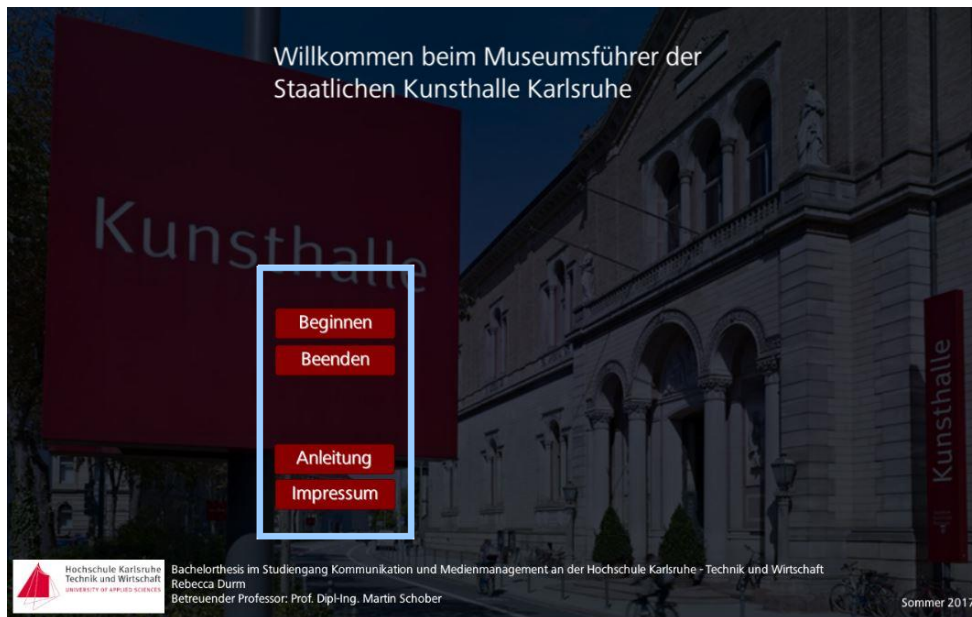 Willkommen beim Museumsführer der
Staatlichen Kunsthalle Karlsruhe
Kunsthalle
Beginnen
Beenden
Anleitung
Impressum
Kunsthalle
Hochschule Karlsruhe
Technik und Wirtschaft
UNIVERSITY OF APPLIED SCIENCES
Bachelorthesis im Studiengang Kommunikation und Medienmanagement an der Hochschule Karlsruhe - Technik und Wirtschaft
Rebecca Durm
Betreuender Professor: Prof. Dipl-Ing. Martin Schober
Sommer 2017